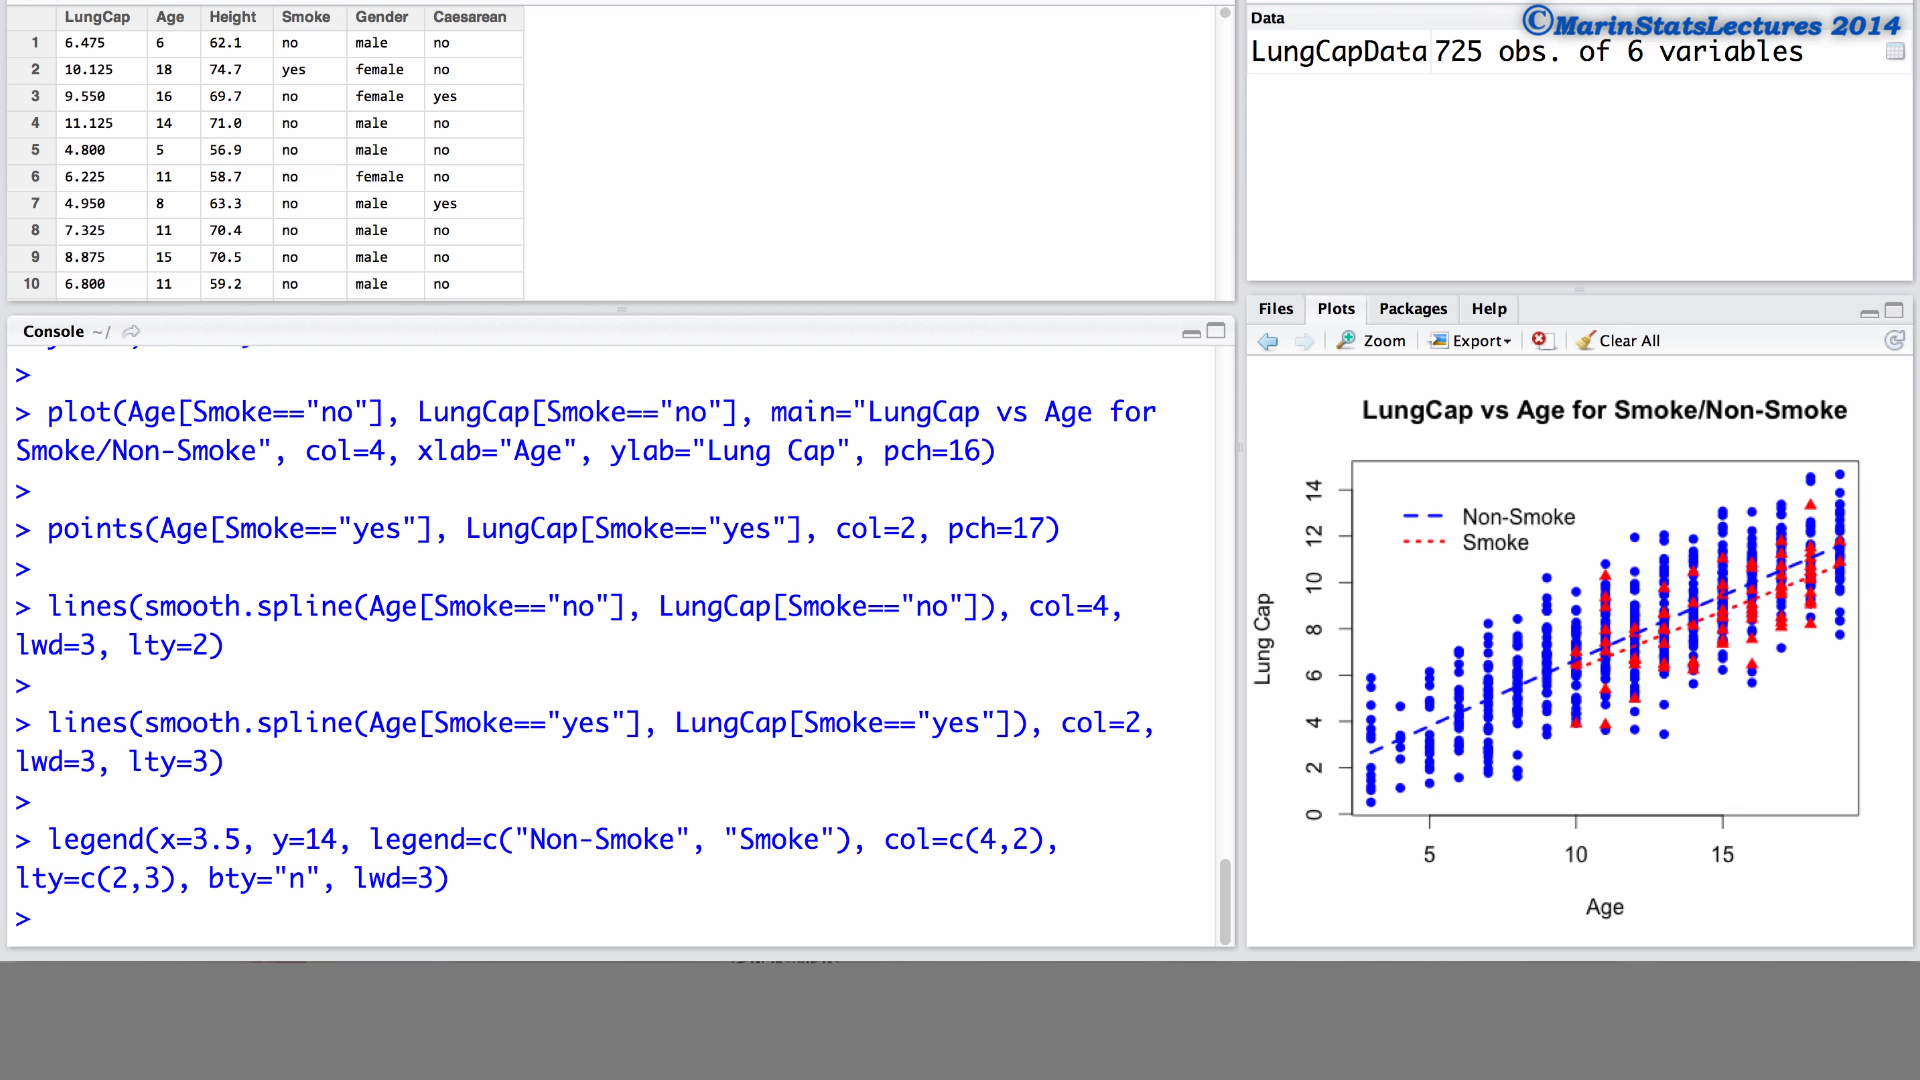 LungCap Age Height Smoke Gender Caesarean
1 6.475 6 62.1 no male no
2 10.125 18 74.7 yes female no
3 9.550 16 69.7 no female yes
4 11.125 14 71.0 no male no
5 4.800 5 56.9 no male no
6 6.225 11 58.7 no female no
7 4.950 8 63.3 no male yes
8 7.325 11 70.4 no male no
9 8.875 15 70.5 no male no
10 6.800 11 59.2 no male no
Console ~/
>
> plot(Age[Smoke=="no"], LungCap[Smoke=="no"], main="LungCap vs Age for
Smoke/Non-Smoke", col=4, xlab="Age", ylab="Lung Cap", pch=16)
>
> points(Age[Smoke=="yes"], LungCap[Smoke=="yes"], col=2, pch=17)
>
> lines(smooth.spline(Age[Smoke=="no"], LungCap[Smoke=="no"]), col=4,
lwd=3, lty=2)
>
> lines(smooth.spline(Age[Smoke=="yes"], LungCap[Smoke=="yes"]), col=2,
lwd=3, lty=3)
>
> legend(x=3.5, y=14, legend=c("Non-Smoke", "Smoke"), col=c(4,2),
lty=c(2,3), bty="n", lwd=3)
>
Data
©MarinStatsLectures 2014
LungCapData 725 obs. of 6 variables
Files Plots Packages Help
Zoom Export Clear All
LungCap vs Age for Smoke/Non-Smoke
Non-Smoke
Smoke
Lung Cap
14
12
10
8
6
4
2
0
5 10 15
Age